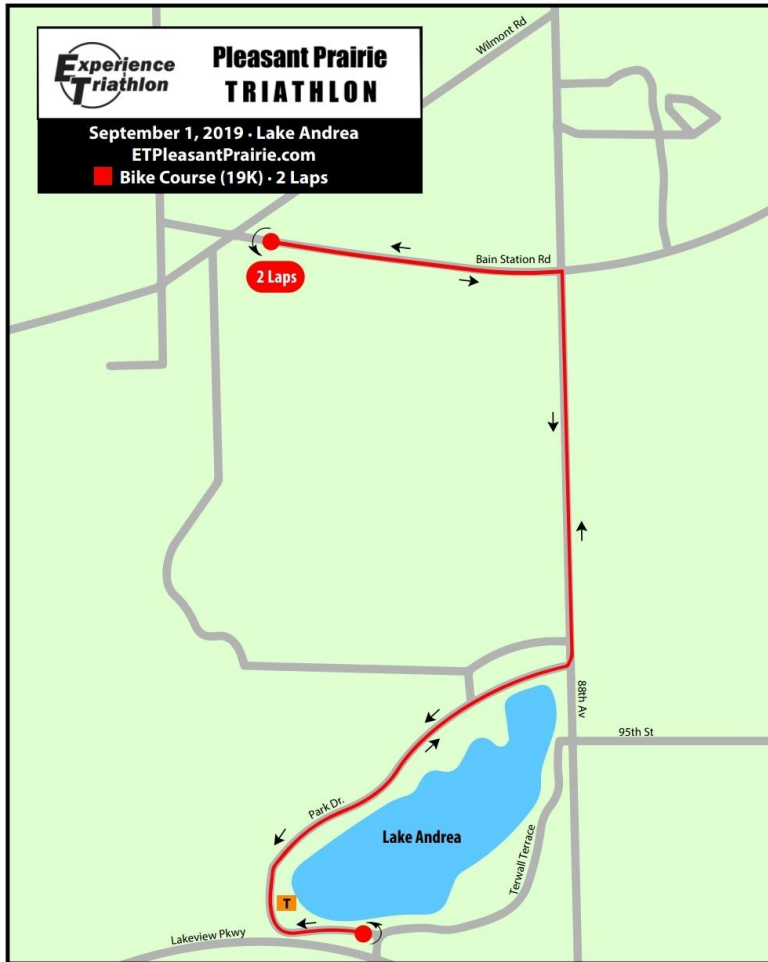 Experience
Triathlon
Pleasant Prairie
TRIATHLON
September 1, 2019 · Lake Andrea
ETPleasantPrairie.com
Bike Course (19K) · 2 Laps
Wilmont Rd
Bain Station Rd
2 Laps
88th Av
95th St
Park Dr.
Lake Andrea
Terwall Terrace
T
Lakeview Pkwy